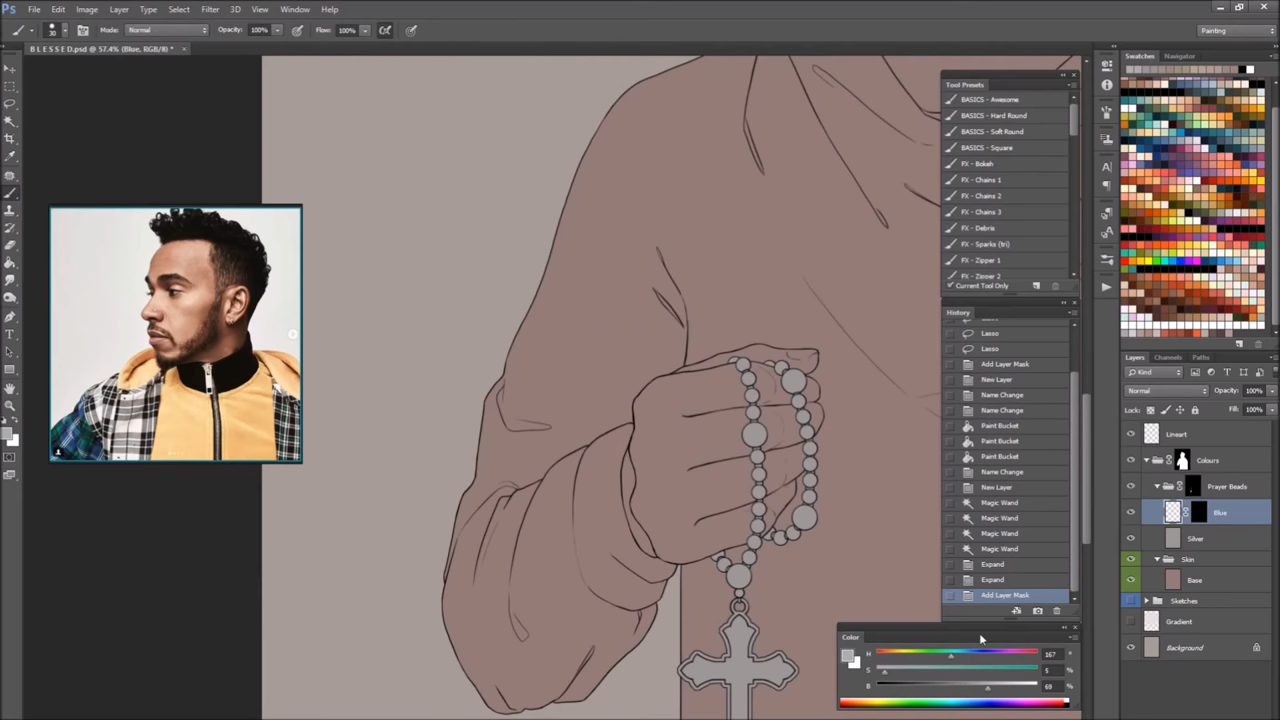 Ps File Edit Image Layer Type Select Filter 3D View Window Help
30 Mode: Normal Opacity: 100% Flow: 100% Painting
B L E S S E D.psd @ 57.4% (Blue, RGB/8) *
Swatches Navigator
Tool Presets
BASICS - Awesome
BASICS - Hard Round
BASICS - Soft Round
BASICS - Square
FX - Bokeh
FX - Chains 1
FX - Chains 2
FX - Chains 3
FX - Debris
FX - Sparks (tri)
FX - Zipper 1
FX - Zipper 2
Current Tool Only
History
Lasso
Lasso
Add Layer Mask
New Layer
Name Change
Name Change
Paint Bucket
Paint Bucket
Paint Bucket
Name Change
New Layer
Magic Wand
Magic Wand
Magic Wand
Magic Wand
Expand
Expand
Add Layer Mask
Color
H 167 °
S 5 %
B 69 %
Layers Channels Paths
Kind
Normal Opacity: 100%
Lock: Fill: 100%
Lineart
Colours
Prayer Beads
Blue
Silver
Skin
Base
Sketches
Gradient
Background